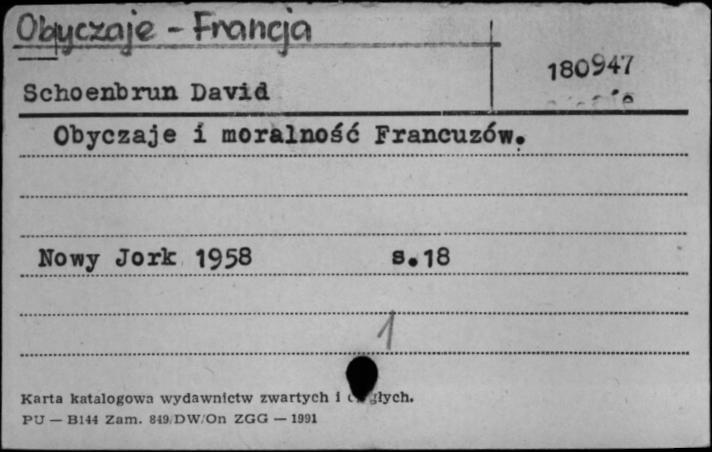 Obyczaje - Francja
180947
Schoenbrun David
Obyczaje i moralność Francuzów.
Nowy Jork 1958 s.18
1
Karta katalogowa wydawnictw zwartych i
PU — B144 Zam. 849/DW/On ZGG — 1991